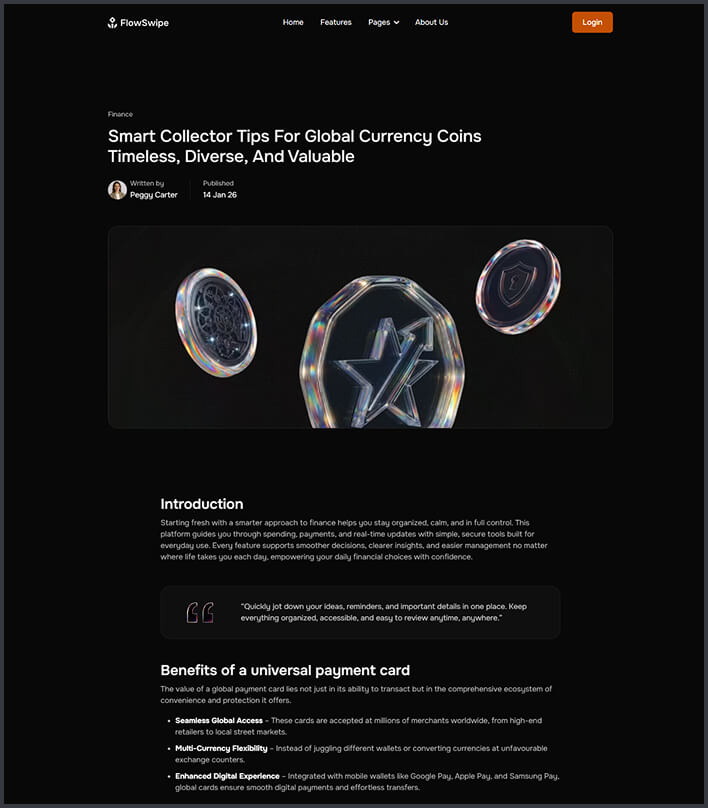 FlowSwipe
Home
Features
Pages
About Us
Login
Finance
Smart Collector Tips For Global Currency Coins
Timeless, Diverse, And Valuable
Written by
Peggy Carter
Published
14 Jan 26
Introduction
Starting fresh with a smarter approach to finance helps you stay organized, calm, and in full control. This
platform guides you through spending, payments, and real-time updates with simple, secure tools built for
everyday use. Every feature supports smoother decisions, clearer insights, and easier management no matter
where life takes you each day, empowering your daily financial choices with confidence.
“Quickly jot down your ideas, reminders, and important details in one place. Keep
everything organized, accessible, and easy to review anytime, anywhere.”
Benefits of a universal payment card
The value of a global payment card lies not just in its ability to transact but in the comprehensive ecosystem of
convenience and protection it offers.
• Seamless Global Access – These cards are accepted at millions of merchants worldwide, from high-end
retailers to local street markets.
• Multi-Currency Flexibility – Instead of juggling different wallets or converting currencies at unfavourable
exchange counters.
• Enhanced Digital Experience – Integrated with mobile wallets like Google Pay, Apple Pay, and Samsung Pay,
global cards ensure smooth digital payments and effortless transfers.